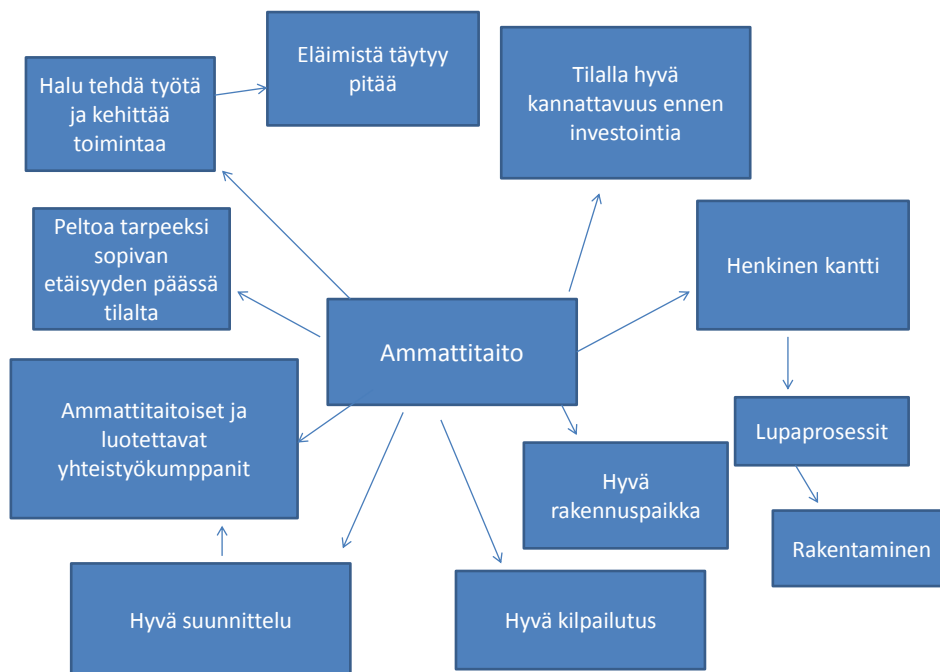 Halu tehdä työtä
ja kehittää
toimintaa
Eläimistä täytyy
pitää
Tilalla hyvä
kannattavuus ennen
investointia
Peltoa tarpeeksi
sopivan
etäisyyden päässä
tilalta
Henkinen kantti
Ammattitaito
Ammattitaitoiset ja
luotettavat
yhteistyökumppanit
Lupaprosessit
Hyvä
rakennuspaikka
Rakentaminen
Hyvä suunnittelu
Hyvä kilpailutus